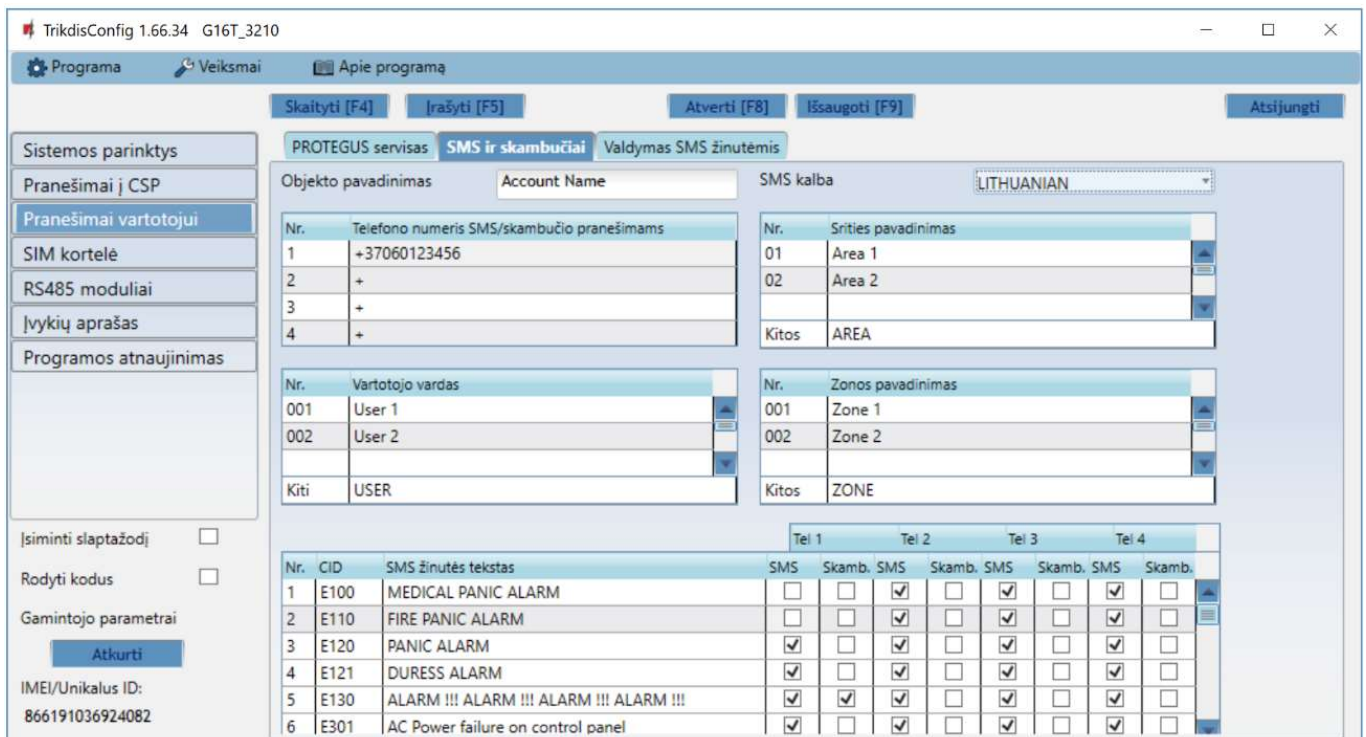 TrikdisConfig 1.66.34 G16T_3210
Programa Veiksmai Apie programą
Skaityti [F4] Įrašyti [F5] Atverti [F8] Išsaugoti [F9] Atsijungti
Sistemos parinktys
Pranešimai į CSP
Pranešimai vartotojui
SIM kortelė
RS485 moduliai
Įvykių aprašas
Programos atnaujinimas
Įsiminti slaptažodį
Rodyti kodus
Gamintojo parametrai
Atkurti
IMEI/Unikalus ID:
866191036924082
PROTEGUS servisas SMS ir skambučiai Valdymas SMS žinutėmis
Objekto pavadinimas Account Name SMS kalba LITHUANIAN
Nr. Telefono numeris SMS/skambučio pranešimams
1 +37060123456
2 +
3 +
4 +
Nr. Srities pavadinimas
01 Area 1
02 Area 2
Kitos AREA
Nr. Vartotojo vardas
001 User 1
002 User 2
Kiti USER
Nr. Zonos pavadinimas
001 Zone 1
002 Zone 2
Kitos ZONE
Tel 1 Tel 2 Tel 3 Tel 4
Nr. CID SMS žinutės tekstas SMS Skamb. SMS Skamb. SMS Skamb. SMS Skamb.
1 E100 MEDICAL PANIC ALARM
2 E110 FIRE PANIC ALARM
3 E120 PANIC ALARM
4 E121 DURESS ALARM
5 E130 ALARM !!! ALARM !!! ALARM !!! ALARM !!!
6 E301 AC Power failure on control panel